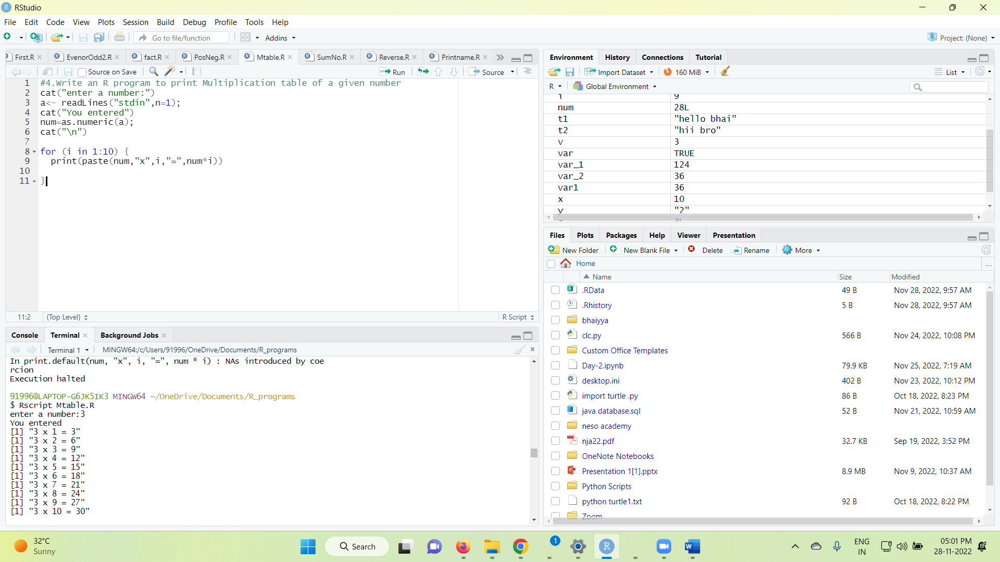 RStudio
File Edit Code View Plots Session Build Debug Profile Tools Help
Go to file/function Addins Project: (None)
First.R EvenorOdd2.R fact.R PosNeg.R Mtable.R SumNo.R Reverse.R Printname.R
Source on Save Run Source
1 #4.Write an R program to print Multiplication table of a given number
2 cat("enter a number:")
3 a<- readLines("stdin",n=1);
4 cat("You entered")
5 num=as.numeric(a);
6 cat("\n")
7
8 for (i in 1:10) {
9 print(paste(num,"x",i,"=",num*i))
10
11 }
11:2 (Top Level) R Script
Console Terminal Background Jobs
Terminal 1 MINGW64:/c/Users/91996/OneDrive/Documents/R_programs
In print.default(num, "x", i, "=", num * i) : NAs introduced by coe
rcion
Execution halted
91996@LAPTOP-G6JK5IK3 MINGW64 ~/OneDrive/Documents/R_programs
$ Rscript Mtable.R
enter a number:3
You entered
[1] "3 x 1 = 3"
[1] "3 x 2 = 6"
[1] "3 x 3 = 9"
[1] "3 x 4 = 12"
[1] "3 x 5 = 15"
[1] "3 x 6 = 18"
[1] "3 x 7 = 21"
[1] "3 x 8 = 24"
[1] "3 x 9 = 27"
[1] "3 x 10 = 30"
Environment History Connections Tutorial
Import Dataset 160 MiB List
R Global Environment
i 9
num 28L
t1 "hello bhai"
t2 "hii bro"
v 3
var TRUE
var_1 124
var_2 36
var1 36
x 10
y "2"
Files Plots Packages Help Viewer Presentation
New Folder New Blank File Delete Rename More
Home ...
Name Size Modified
.RData 49 B Nov 28, 2022, 9:57 AM
.Rhistory 5 B Nov 28, 2022, 9:57 AM
bhaiyya
clc.py 566 B Nov 24, 2022, 10:08 PM
Custom Office Templates
Day-2.ipynb 79.9 KB Nov 25, 2022, 7:19 AM
desktop.ini 402 B Nov 23, 2022, 10:12 PM
import turtle .py 86 B Oct 18, 2022, 8:23 PM
java database.sql 52 B Nov 21, 2022, 10:59 AM
neso academy
nja22.pdf 32.7 KB Sep 19, 2022, 3:52 PM
OneNote Notebooks
Presentation 1[1].pptx 8.9 MB Nov 9, 2022, 10:37 AM
Python Scripts
python turtle1.txt 92 B Oct 18, 2022, 8:22 PM
Zoom
32°C
Sunny
Search
1
ENG
IN
05:01 PM
28-11-2022